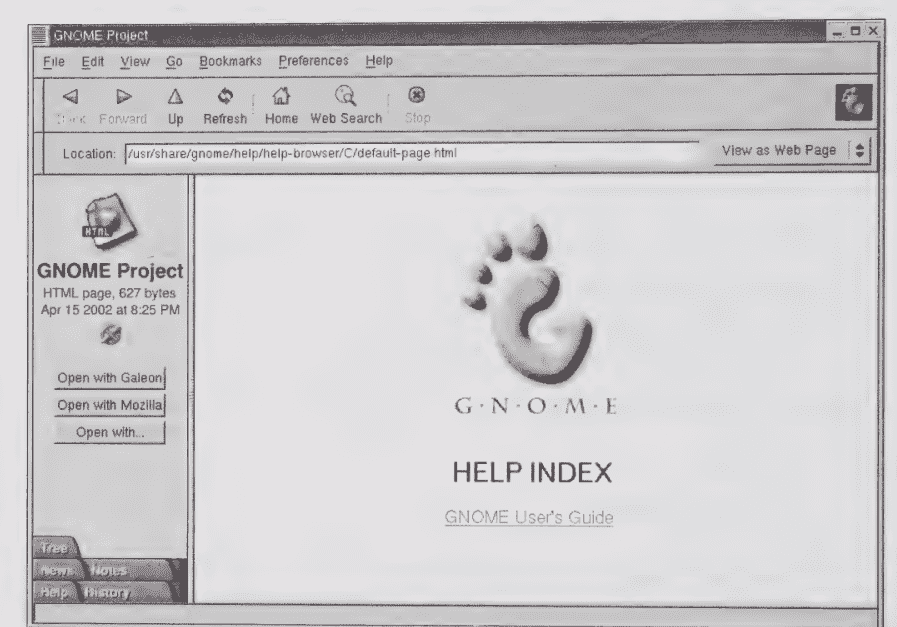 GNOME Project
File Edit View Go Bookmarks Preferences Help
Back Forward Up Refresh Home Web Search Stop
Location: /usr/share/gnome/help/help-browser/C/default-page html View as Web Page
HTML
GNOME Project
HTML page, 627 bytes
Apr 15 2002 at 8:25 PM
Open with Galeon
Open with Mozilla
Open with...
Tree
News Notes
Help History
G·N·O·M·E
HELP INDEX
GNOME User's Guide